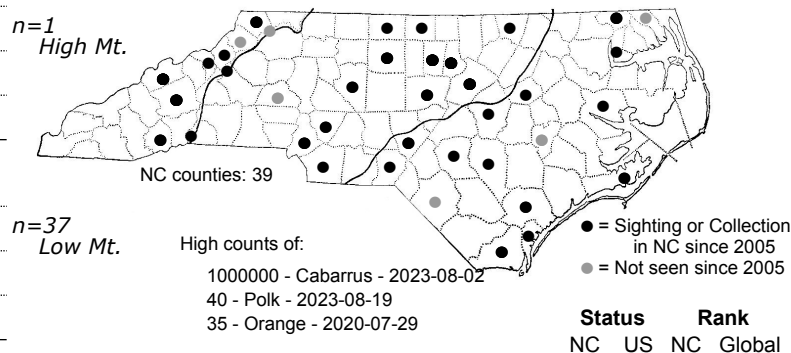 n=1
High Mt.
NC counties: 39
n=37
Low Mt.
High counts of:
1000000 - Cabarrus - 2023-08-02
40 - Polk - 2023-08-19
35 - Orange - 2020-07-29
= Sighting or Collection
in NC since 2005
= Not seen since 2005
Status Rank
NC US NC Global